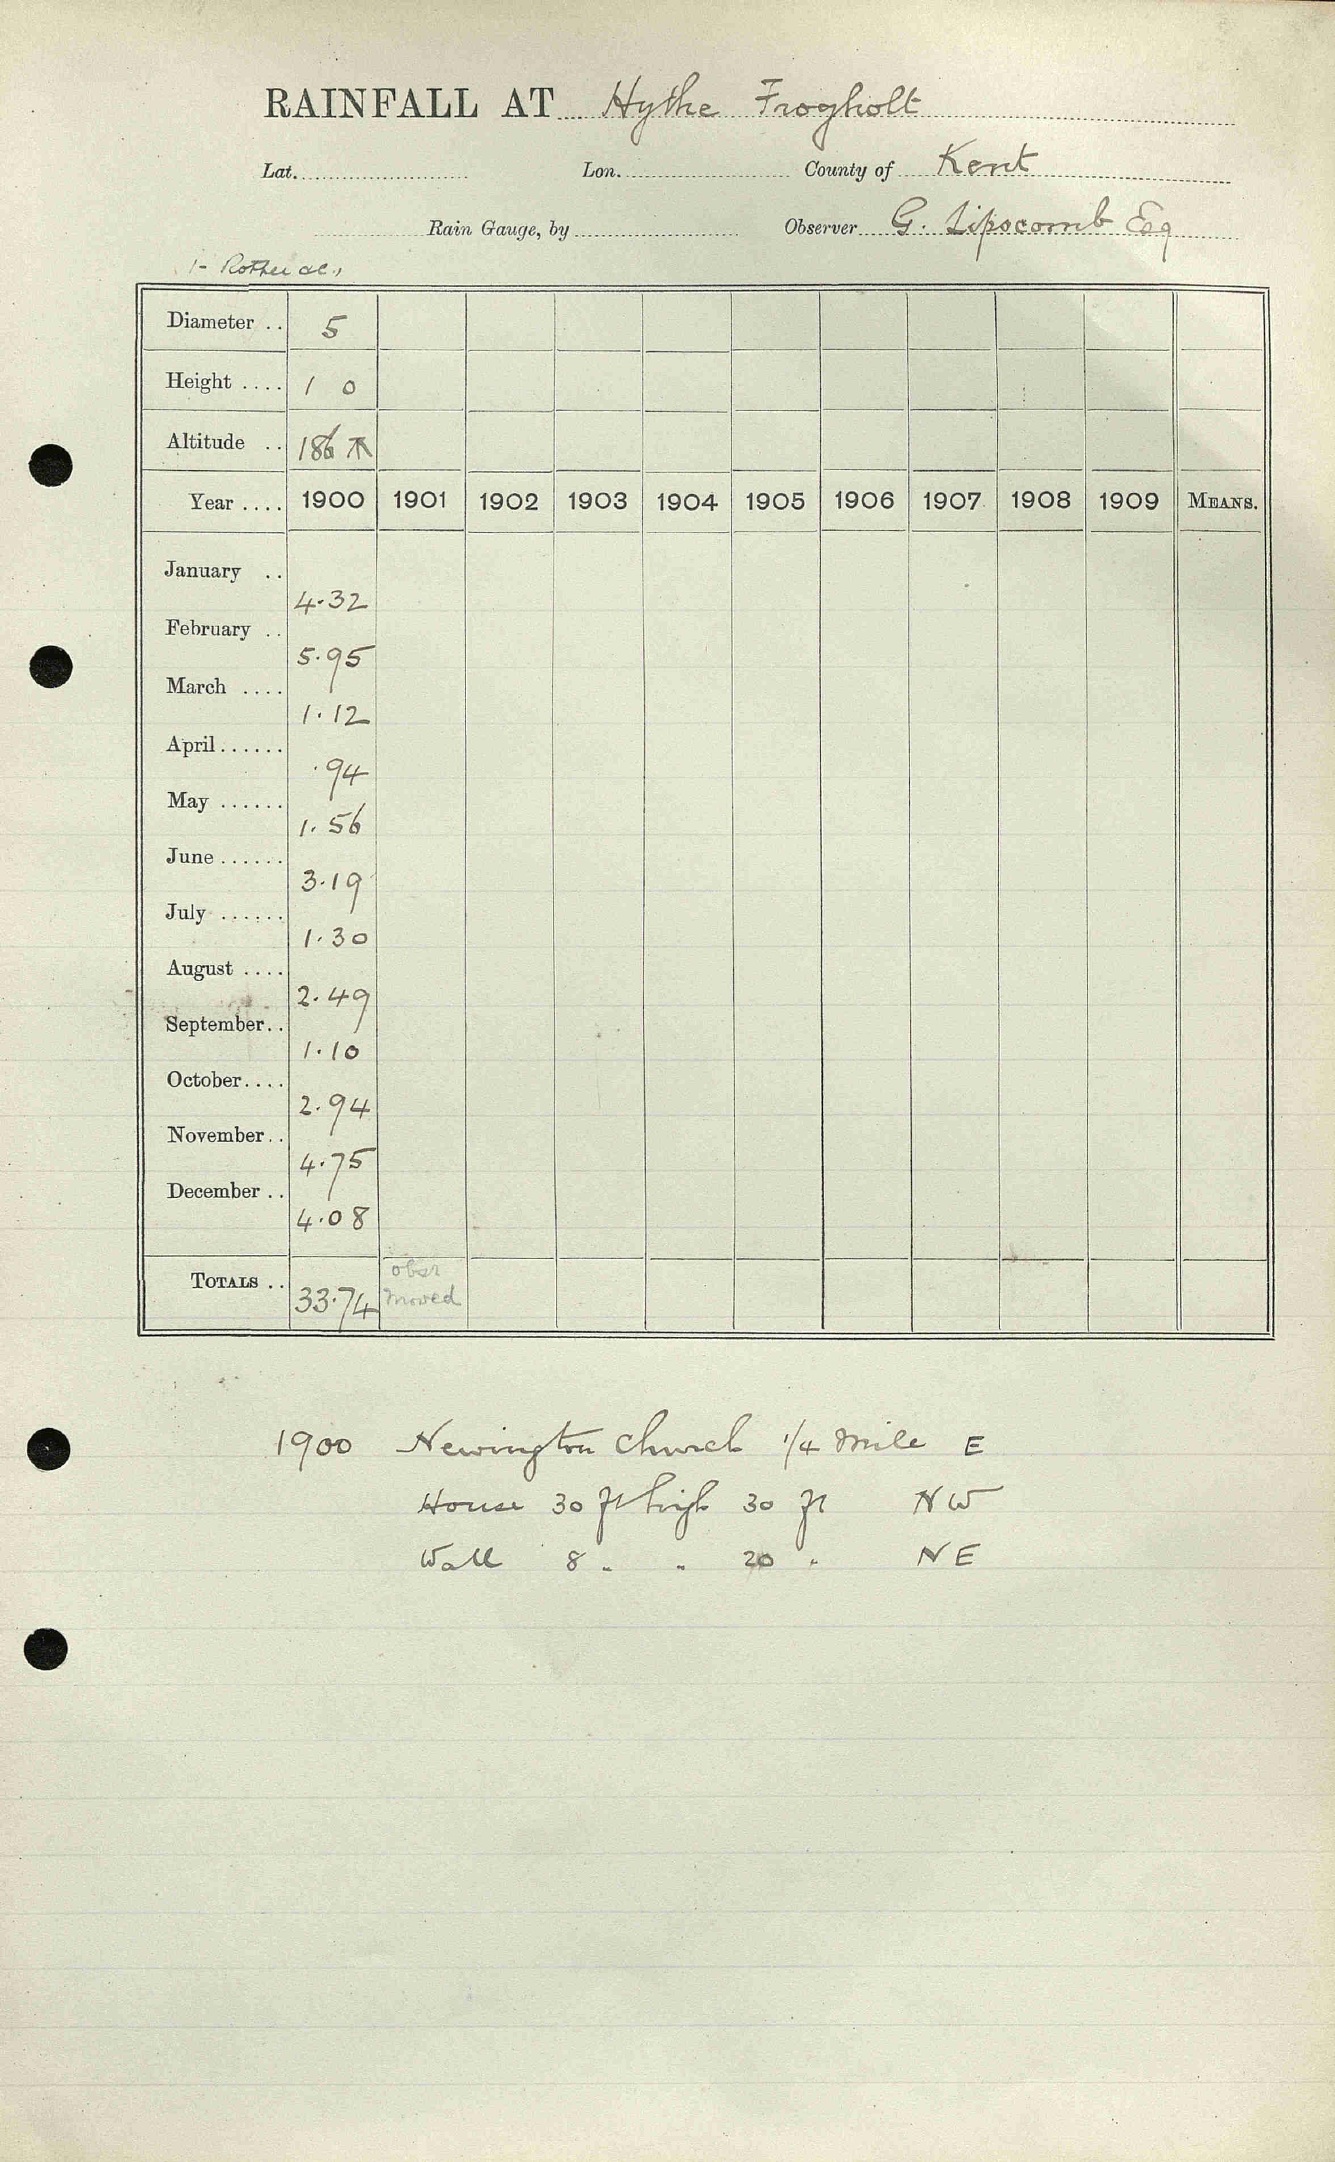 RAINFALL AT Hythe Frogholt
Lat. Lon. County of Kent
Rain Gauge, by Observer G. Lipscomb Esq
1- Rother &c.,
Diameter .. 5
Height .... 1 0
Altitude .. 186
Year .... 1900 1901 1902 1903 1904 1905 1906 1907 1908 1909 MEANS.
January .. 4.32
February .. 5.95
March .... 1.12
April ...... .94
May ...... 1.56
June ...... 3.19
July ...... 1.30
August .... 2.49
September .. 1.10
October .... 2.94
November .. 4.75
December .. 4.08
TOTALS .. 33.74 obsr
moved
1900 Newington Church 1/4 Mile E
House 30 ft high 30 ft NW
Wall 8 " " 20 " NE